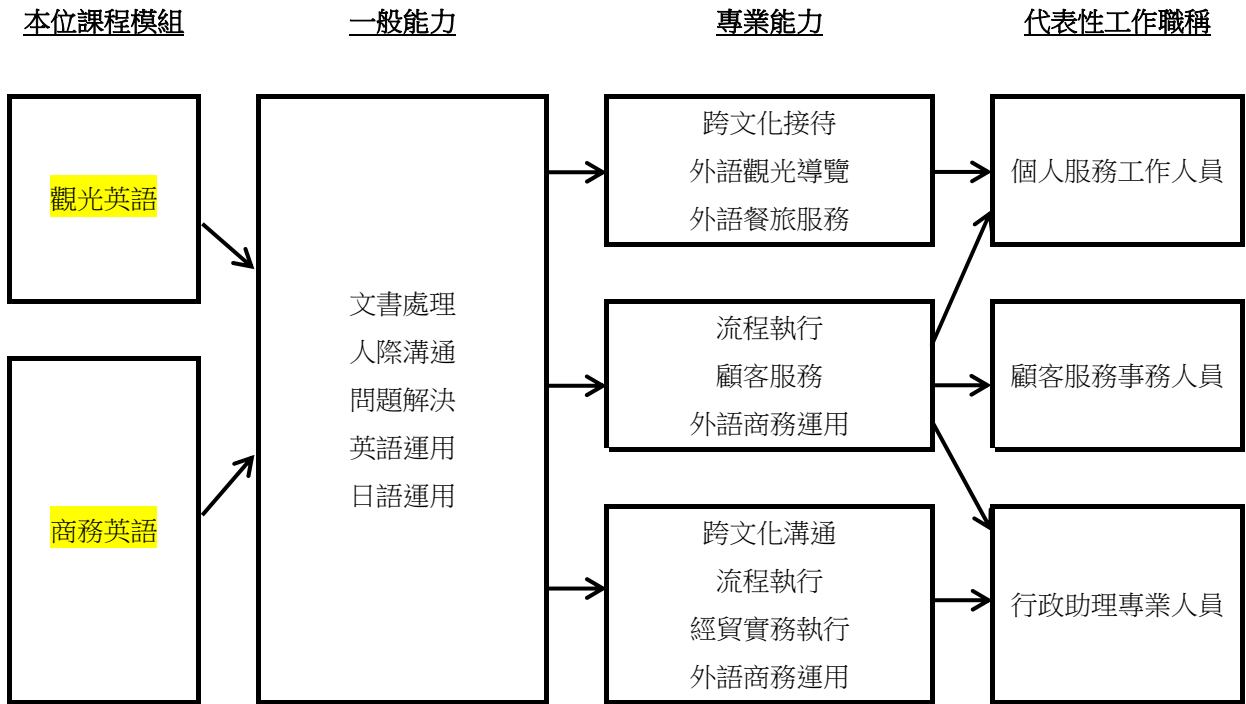 本位課程模組
一般能力
專業能力
代表性工作職稱
觀光英語
商務英語
文書處理
人際溝通
問題解決
英語運用
日語運用
跨文化接待
外語觀光導覽
外語餐旅服務
流程執行
顧客服務
外語商務運用
跨文化溝通
流程執行
經貿實務執行
外語商務運用
個人服務工作人員
顧客服務事務人員
行政助理專業人員